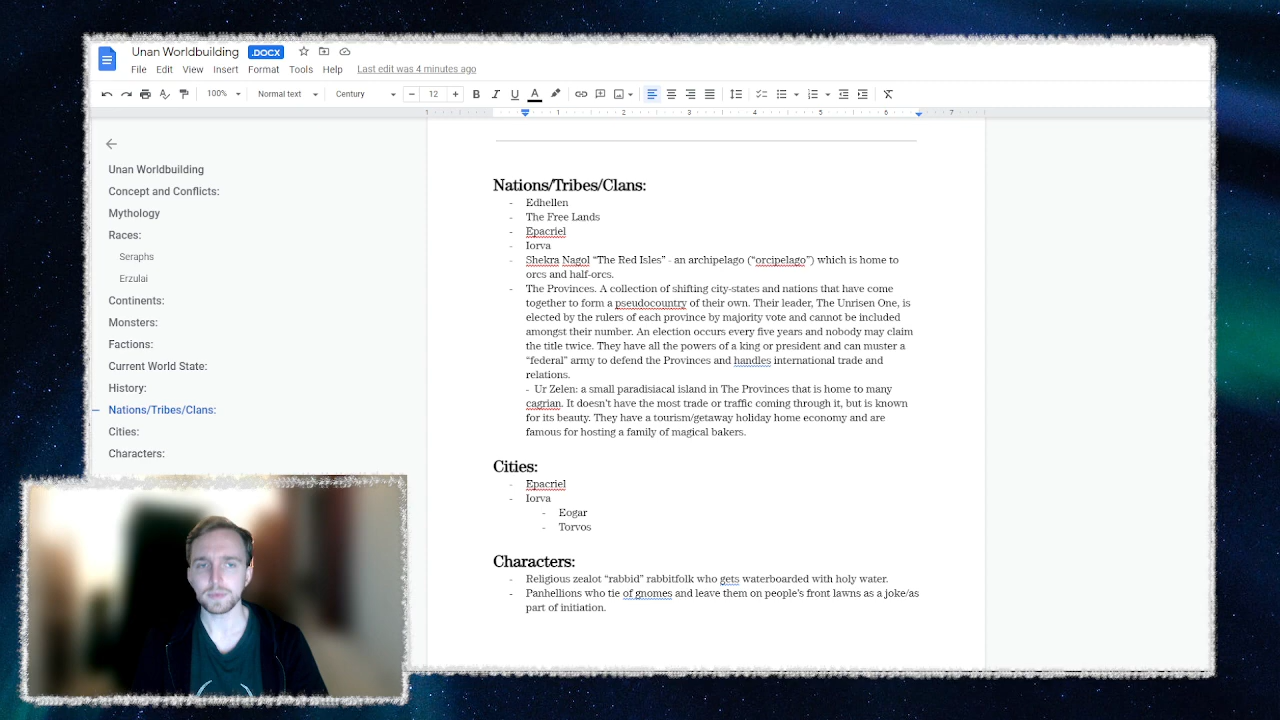 Unan Worldbuilding .DOCX
File Edit View Insert Format Tools Help Last edit was 4 minutes ago
100% Normal text Century 12 B I U A
1 1 2 3 4 5 6 7
Unan Worldbuilding
Concept and Conflicts:
Mythology
Races:
Seraphs
Erzulai
Continents:
Monsters:
Factions:
Current World State:
History:
Nations/Tribes/Clans:
Cities:
Characters:
Nations/Tribes/Clans:
- Edhellen
- The Free Lands
- Epacriel
- Iorva
- Shekra Nagol “The Red Isles” - an archipelago (“orcipelago”) which is home to
orcs and half-orcs.
- The Provinces. A collection of shifting city-states and nations that have come
together to form a pseudocountry of their own. Their leader, The Unrisen One, is
elected by the rulers of each province by majority vote and cannot be included
amongst their number. An election occurs every five years and nobody may claim
the title twice. They have all the powers of a king or president and can muster a
“federal” army to defend the Provinces and handles international trade and
relations.
- Ur Zelen: a small paradisiacal island in The Provinces that is home to many
cagrian. It doesn’t have the most trade or traffic coming through it, but is known
for its beauty. They have a tourism/getaway holiday home economy and are
famous for hosting a family of magical bakers.
Cities:
- Epacriel
- Iorva
- Eogar
- Torvos
Characters:
- Religious zealot “rabbid” rabbitfolk who gets waterboarded with holy water.
- Panhellions who tie of gnomes and leave them on people’s front lawns as a joke/as
part of initiation.